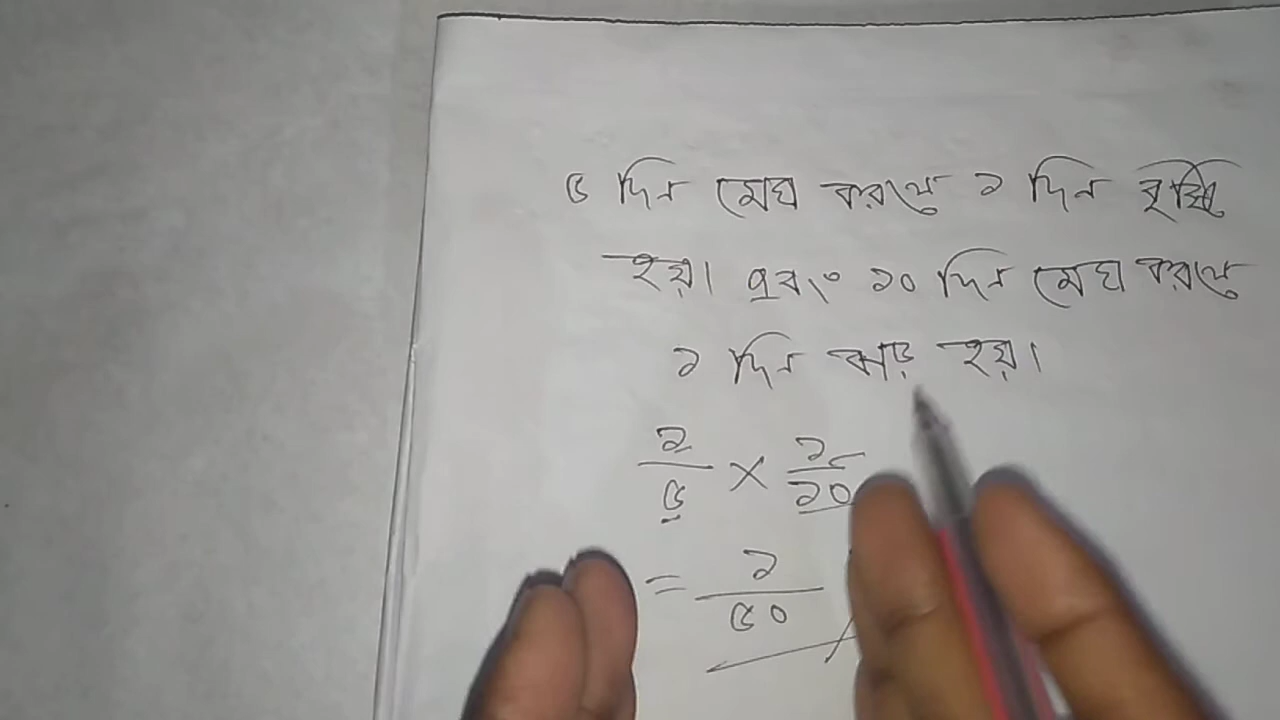 ৫ দিন মেঘ করলে ১ দিন বৃষ্টি
হয়। এবং ১০ দিন মেঘ করলে
১ দিন ঝড় হয়।
১/৫ × ১/১০
= ১/৫০